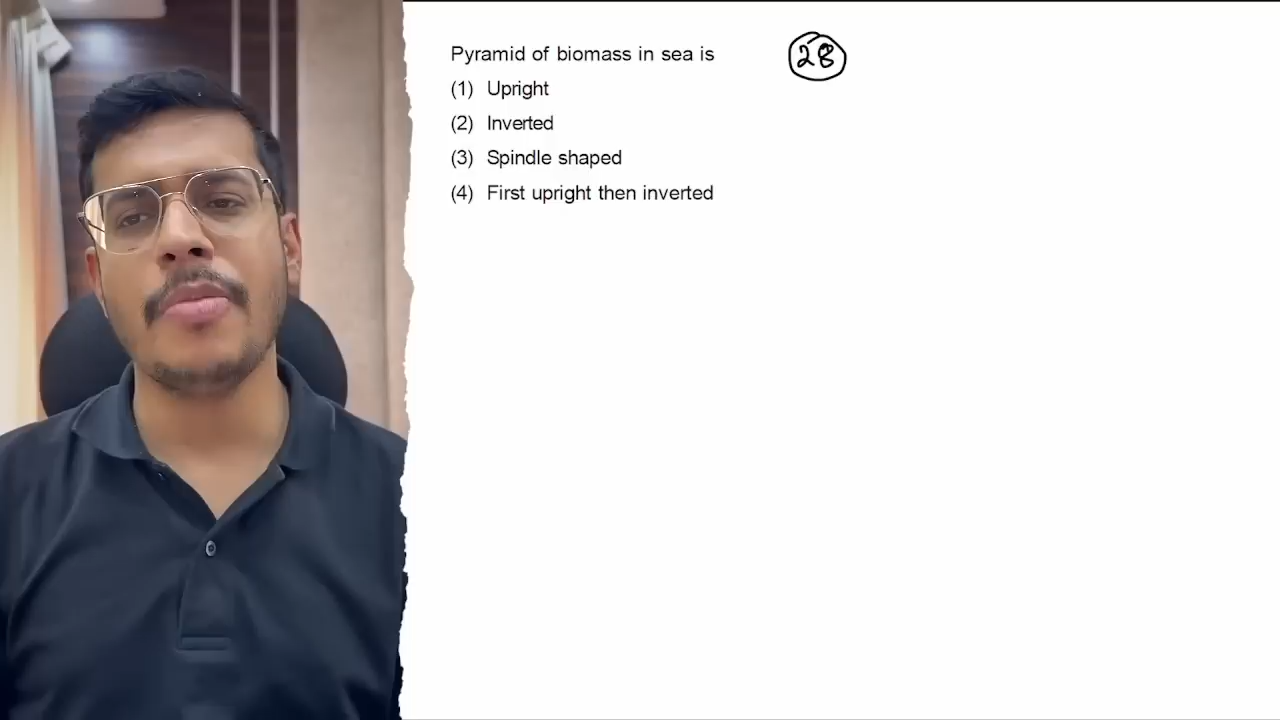 Pyramid of biomass in sea is 28
(1) Upright
(2) Inverted
(3) Spindle shaped
(4) First upright then inverted